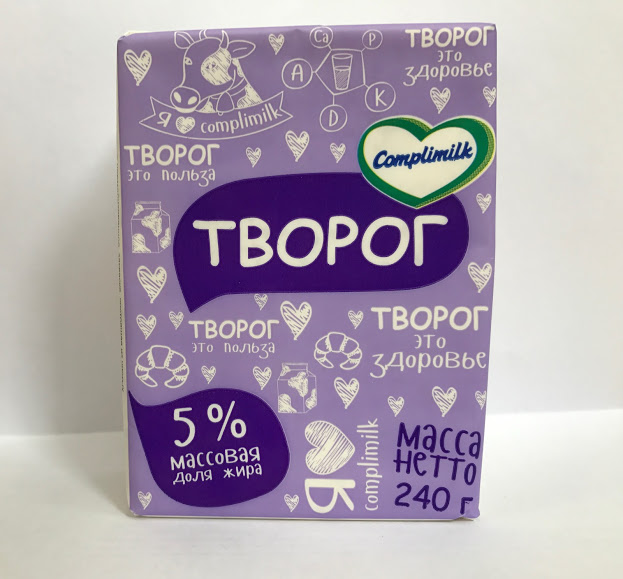 Ca P
A K
D
Я complimilk
ТВОРОГ
это
здоровье
ТВОРОГ
это польза
Complimilk
ТВОРОГ
ТВОРОГ
это польза
ТВОРОГ
это
здоровье
5 %
массовая
доля жира
Я
complimilk
масса
нетто
240 г